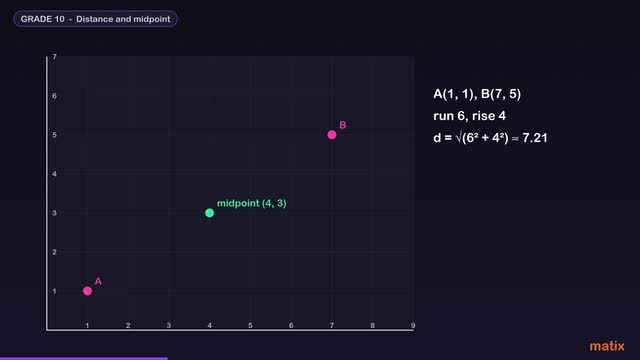 GRADE 10 - Distance and midpoint
7
6
5
4
3
2
1
1 2 3 4 5 6 7 8 9
B
midpoint (4, 3)
A
A(1, 1), B(7, 5)
run 6, rise 4
d = √(6² + 4²) ≈ 7.21
matix